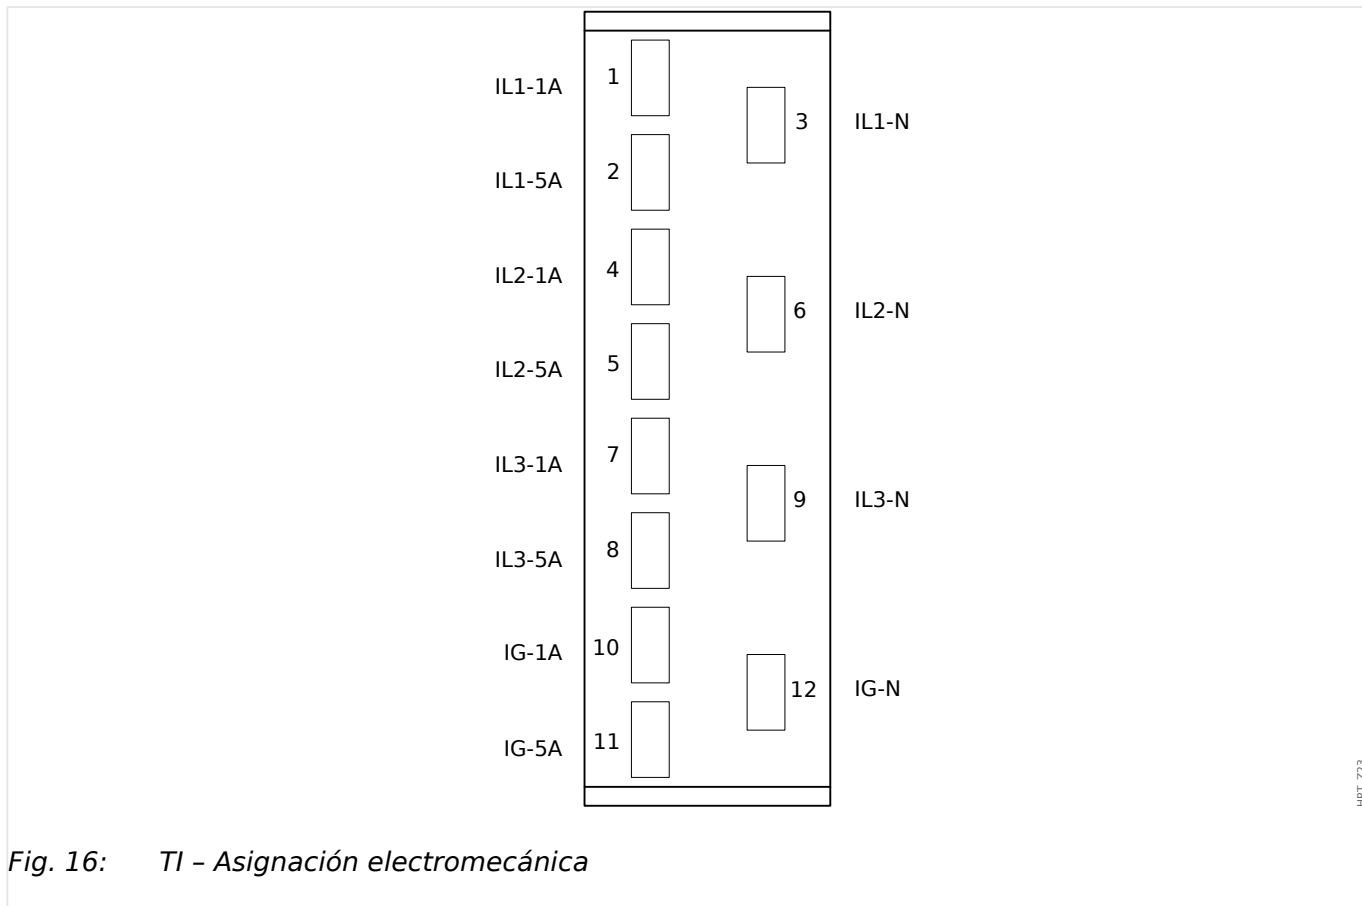 IL1-1A 1
3 IL1-N
IL1-5A 2
IL2-1A 4
6 IL2-N
IL2-5A 5
IL3-1A 7
9 IL3-N
IL3-5A 8
IG-1A 10
12 IG-N
IG-5A 11
Fig. 16: TI – Asignación electromecánica